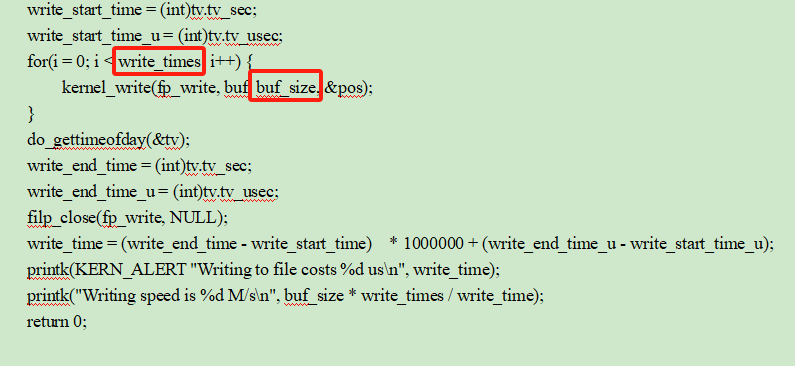 write_start_time = (int)tv.tv_sec;
write_start_time_u = (int)tv.tv_usec;
for(i = 0; i < write_times i++) {
kernel_write(fp_write, buf buf_size, &pos);
}
do_gettimeofday(&tv);
write_end_time = (int)tv.tv_sec;
write_end_time_u = (int)tv.tv_usec;
filp_close(fp_write, NULL);
write_time = (write_end_time - write_start_time) * 1000000 + (write_end_time_u - write_start_time_u);
printk(KERN_ALERT "Writing to file costs %d us\n", write_time);
printk("Writing speed is %d M/s\n", buf_size * write_times / write_time);
return 0;